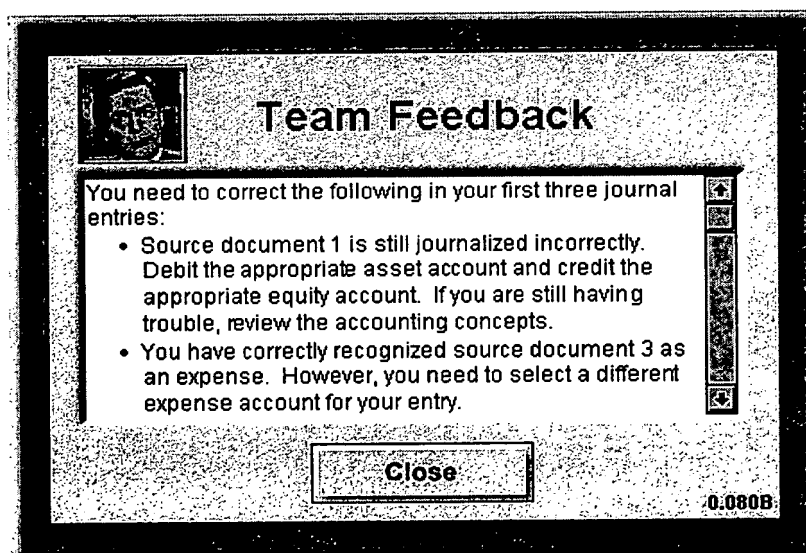 Team Feedback
You need to correct the following in your first three journal
entries:
• Source document 1 is still journalized incorrectly.
Debit the appropriate asset account and credit the
appropriate equity account. If you are still having
trouble, review the accounting concepts.
• You have correctly recognized source document 3 as
an expense. However, you need to select a different
expense account for your entry.
Close
0.080B